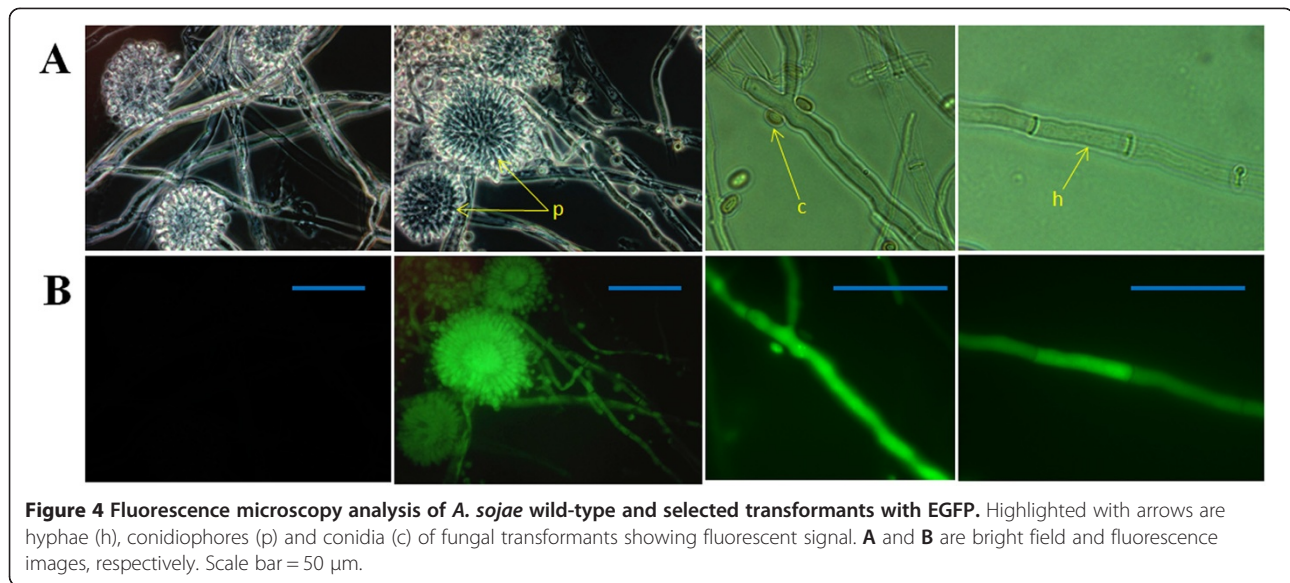 A
p
c
h
B
Figure 4 Fluorescence microscopy analysis of A. sojae wild-type and selected transformants with EGFP. Highlighted with arrows are
hyphae (h), conidiophores (p) and conidia (c) of fungal transformants showing fluorescent signal. A and B are bright field and fluorescence
images, respectively. Scale bar = 50 μm.